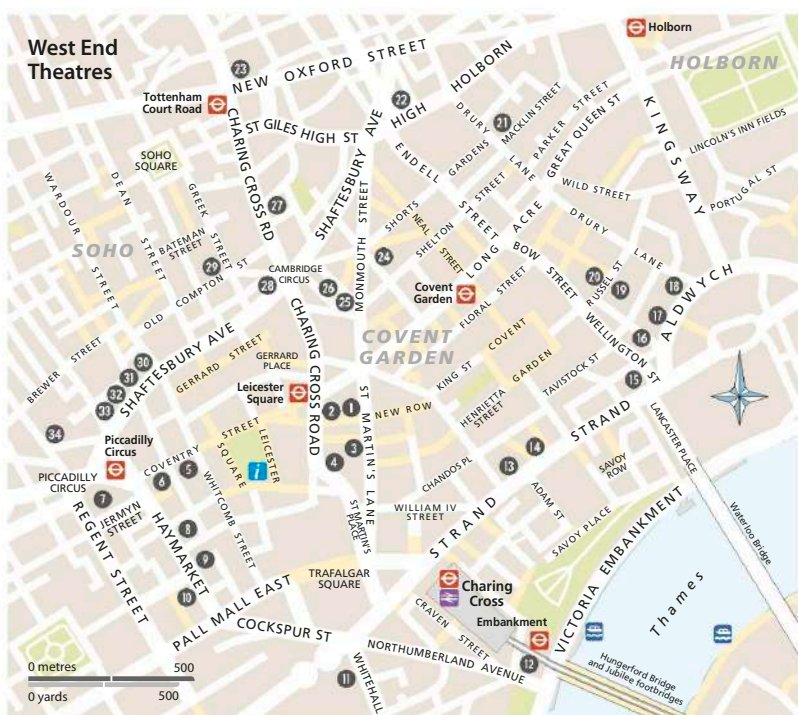 West End
Theatres
Holborn
HOLBORN
23
NEW OXFORD STREET
Tottenham
Court Road
22
HIGH HOLBORN
KINGSWAY
LINCOLN'S INN FIELDS
ST GILES HIGH ST
CHARING CROSS RD
SHAFTESBURY AVE
DRURY LANE
21
MACKLIN STREET
PARKER STREET
GREAT QUEEN ST
SOHO
SQUARE
ENDELL STREET
SHORTS GARDENS
WILD STREET
PORTUGAL ST
WARDOUR STREET
DEAN STREET
GREEK STREET
BATEMAN
STREET
SOHO
27
MONMOUTH STREET
NEAL STREET
SHELTON STREET
LONG ACRE
DRURY LANE
BOW STREET
29
OLD COMPTON ST
28
CAMBRIDGE
CIRCUS
26
25
24
Covent
Garden
FLORAL STREET
20
RUSSEL ST
19
18
17
16
ALDWYCH
COVENT
GARDEN
WELLINGTON ST
BREWER STREET
SHAFTESBURY AVE
30
31
32
33
34
GERRARD STREET
GERRARD
PLACE
CHARING CROSS ROAD
KING ST
COVENT GARDEN
TAVISTOCK ST
15
Leicester
Square
2
1
ST MARTIN'S LANE
NEW ROW
HENRIETTA
STREET
STRAND
LANCASTER PLACE
Piccadilly
Circus
PICCADILLY
CIRCUS
COVENTRY STREET
LEICESTER
SQUARE
i
3
4
14
13
CHANDOS PL
SAVOY
ROW
ADAM ST
6
5
WHITCOMB STREET
7
JERMYN
STREET
REGENT STREET
HAYMARKET
8
9
10
ST MARTIN'S
PLACE
WILLIAM IV
STREET
STRAND
SAVOY PLACE
VICTORIA EMBANKMENT
Waterloo Bridge
PALL MALL EAST
TRAFALGAR
SQUARE
Charing
Cross
CRAVEN STREET
Embankment
Thames
COCKSPUR ST
NORTHUMBERLAND AVENUE
12
Hungerford Bridge
and Jubilee footbridges
11
WHITEHALL
0 metres 500
0 yards 500